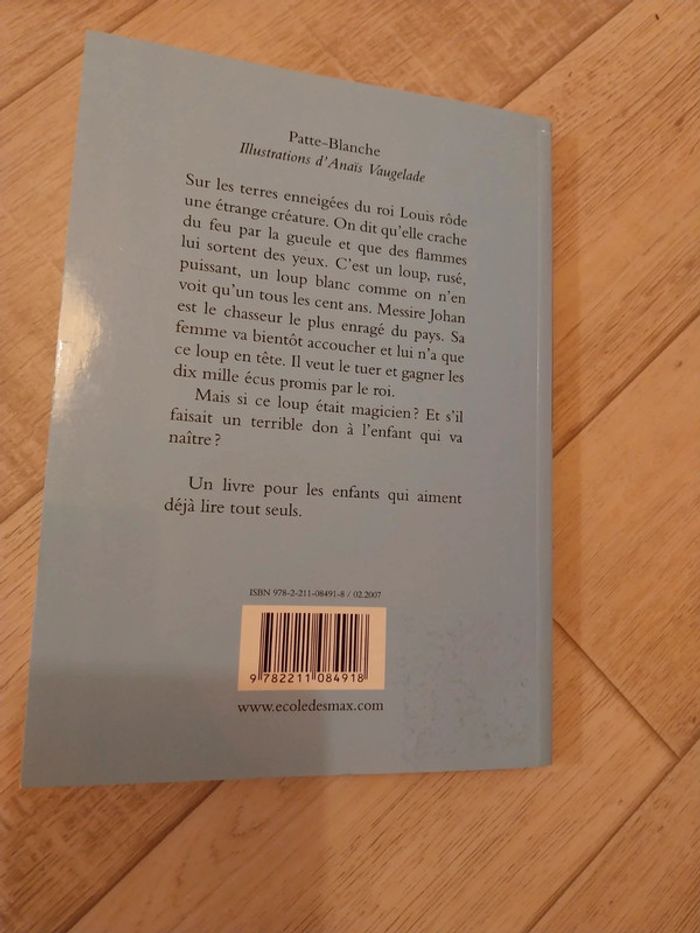 Patte-Blanche
Illustrations d'Anaïs Vaugelade
Sur les terres enneigées du roi Louis rôde
une étrange créature. On dit qu'elle crache
du feu par la gueule et que des flammes
lui sortent des yeux. C'est un loup, rusé,
puissant, un loup blanc comme on n'en
voit qu'un tous les cent ans. Messire Johan
est le chasseur le plus enragé du pays. Sa
femme va bientôt accoucher et lui n'a que
ce loup en tête. Il veut le tuer et gagner les
dix mille écus promis par le roi.
Mais si ce loup était magicien ? Et s'il
faisait un terrible don à l'enfant qui va
naître ?
Un livre pour les enfants qui aiment
déjà lire tout seuls.
ISBN 978-2-211-08491-8 / 02.2007
9 782211 084918
www.ecoledesmax.com